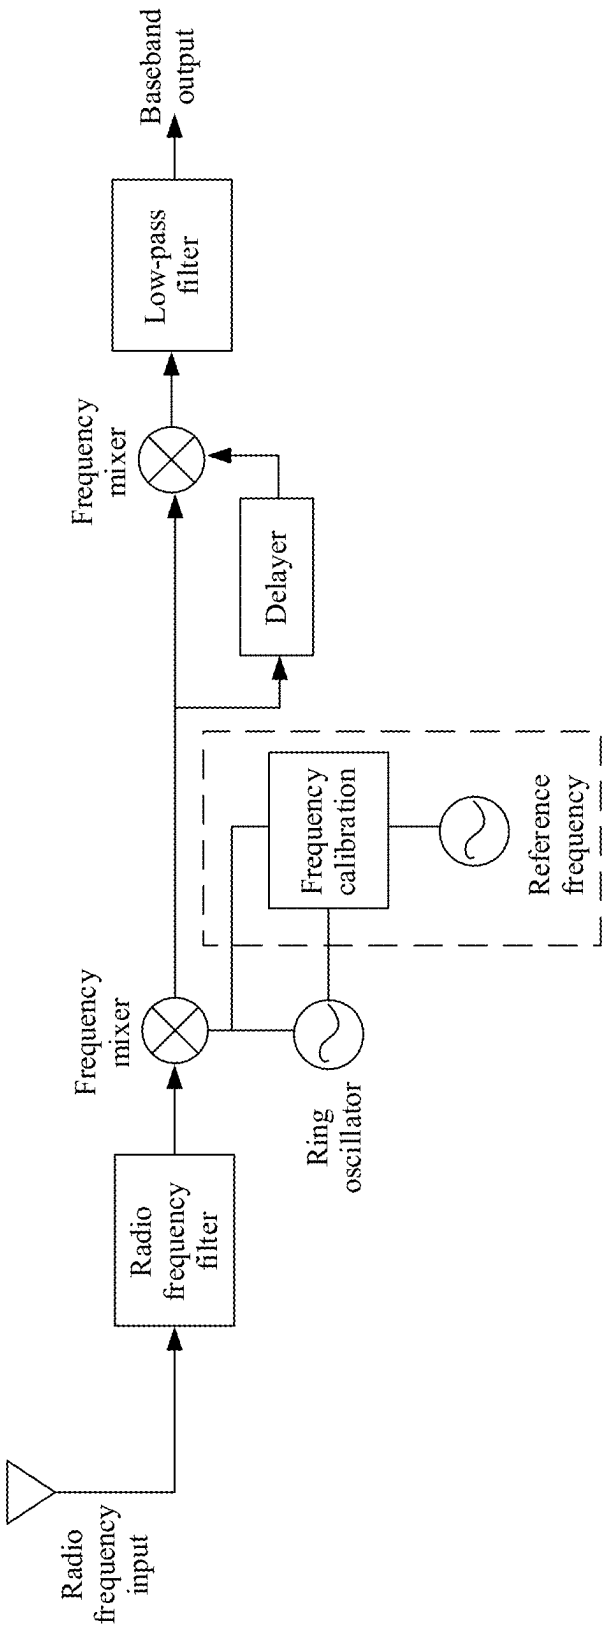 Radio
frequency
input
Radio
frequency
filter
Frequency
mixer
Ring
oscillator
Frequency
calibration
Reference
frequency
Delayer
Frequency
mixer
Low-pass
filter
Baseband
output